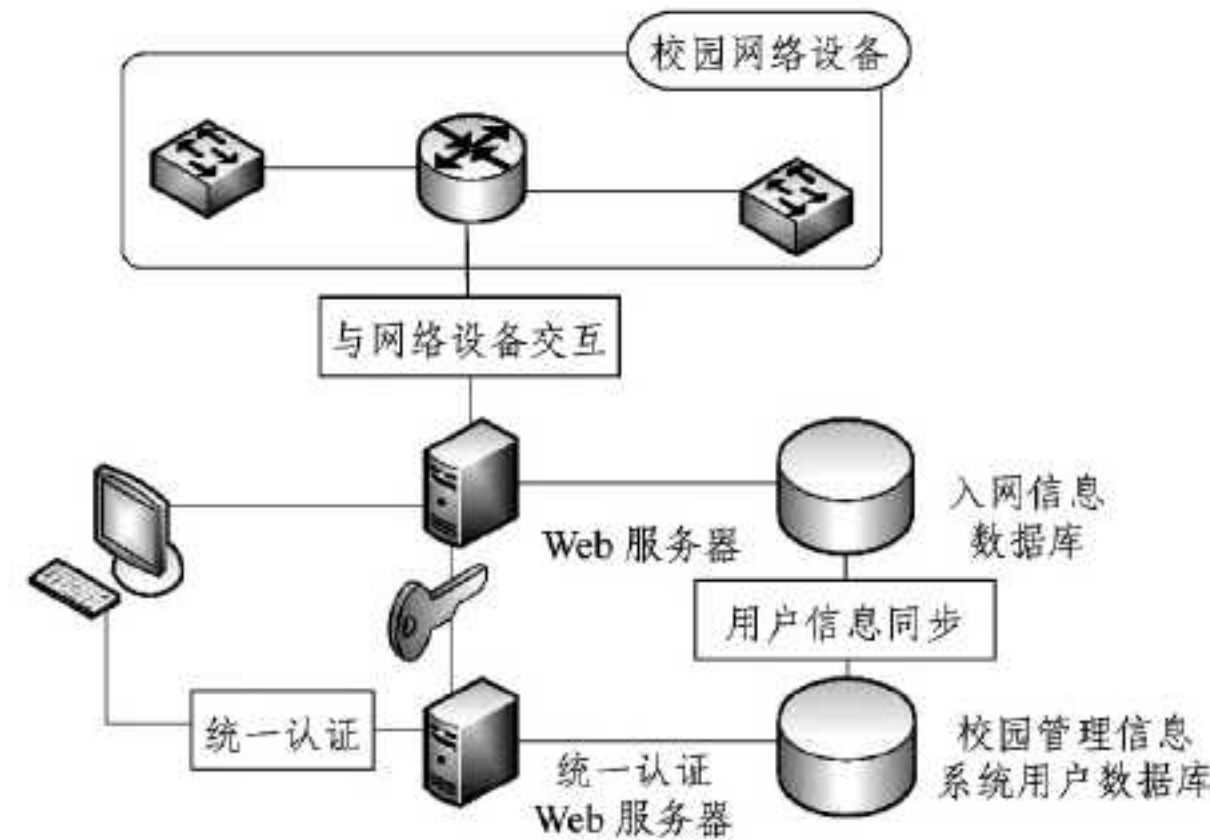 校园网络设备
与网络设备交互
Web 服务器
入网信息
数据库
用户信息同步
统一认证
统一认证
Web 服务器
校园管理信息
系统用户数据库